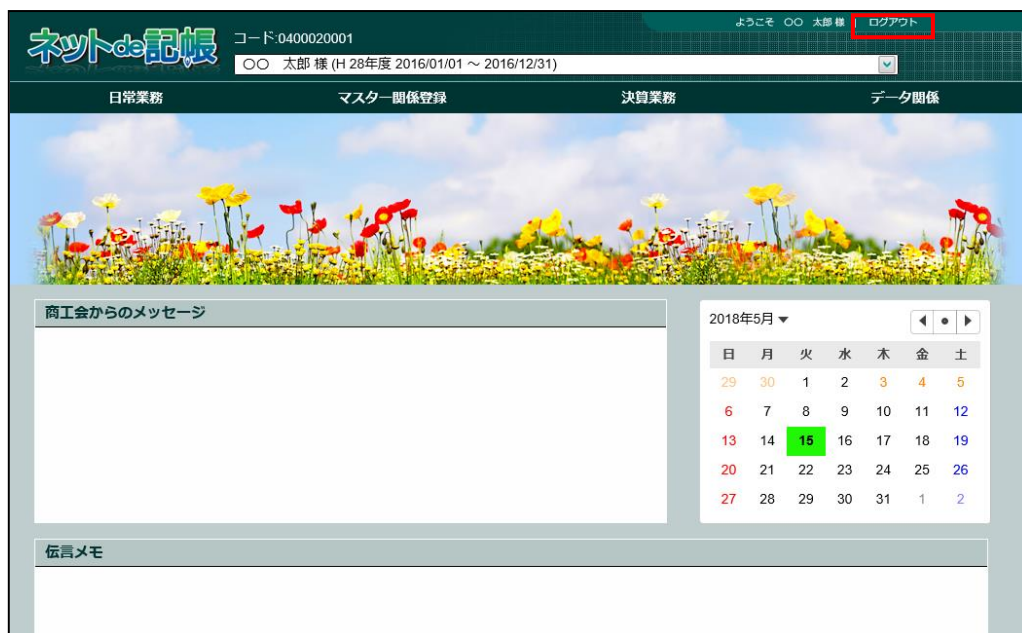 ようこそ 〇〇 太郎 様 | ログアウト
ネットde記帳
コード:0400020001
〇〇 太郎 様 (H 28年度 2016/01/01 ～ 2016/12/31)
日常業務 マスター関係登録 決算業務 データ関係
商工会からのメッセージ
2018年5月
日 月 火 水 木 金 土
29 30 1 2 3 4 5
6 7 8 9 10 11 12
13 14 15 16 17 18 19
20 21 22 23 24 25 26
27 28 29 30 31 1 2
伝言メモ